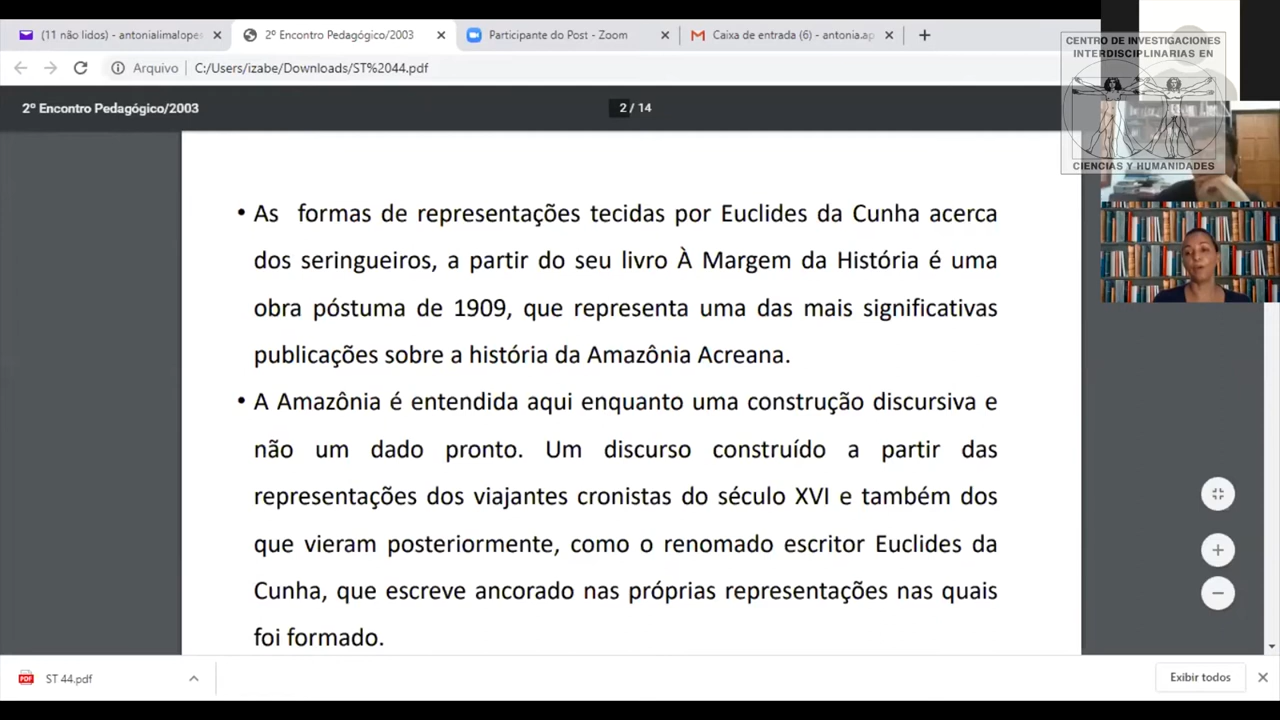 (11 não lidos) - antonialimalopes
2º Encontro Pedagógico/2003
Participante do Post - Zoom
Caixa de entrada (6) - antonia.ap
Arquivo
C:/Users/izabe/Downloads/ST%2044.pdf
CENTRO DE INVESTIGACIONES
INTERDISCIPLINARIAS EN
CIENCIAS Y HUMANIDADES
2º Encontro Pedagógico/2003
2 / 14
• As formas de representações tecidas por Euclides da Cunha acerca
dos seringueiros, a partir do seu livro À Margem da História é uma
obra póstuma de 1909, que representa uma das mais significativas
publicações sobre a história da Amazônia Acreana.
• A Amazônia é entendida aqui enquanto uma construção discursiva e
não um dado pronto. Um discurso construído a partir das
representações dos viajantes cronistas do século XVI e também dos
que vieram posteriormente, como o renomado escritor Euclides da
Cunha, que escreve ancorado nas próprias representações nas quais
foi formado.
PDF
ST 44.pdf
Exibir todos